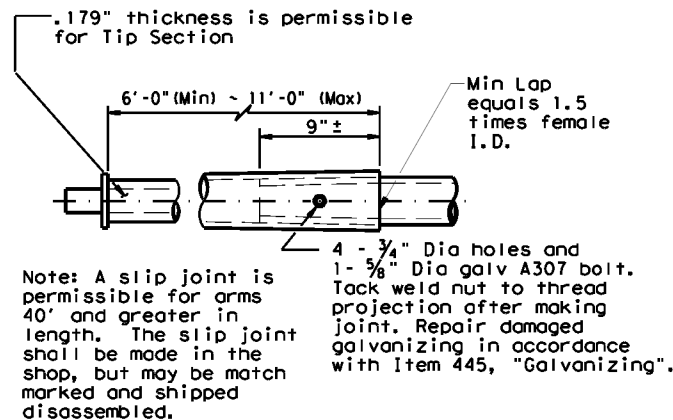 .179" thickness is permissible
for Tip Section
6'-0" (Min) ~ 11'-0" (Max)
9"±
Min Lap
equals 1.5
times female
I.D.
4 - 3/4" Dia holes and
1- 5/8" Dia galv A307 bolt.
Tack weld nut to thread
projection after making
joint. Repair damaged
galvanizing in accordance
with Item 445, "Galvanizing".
Note: A slip joint is
permissible for arms
40' and greater in
length. The slip joint
shall be made in the
shop, but may be match
marked and shipped
disassembled.